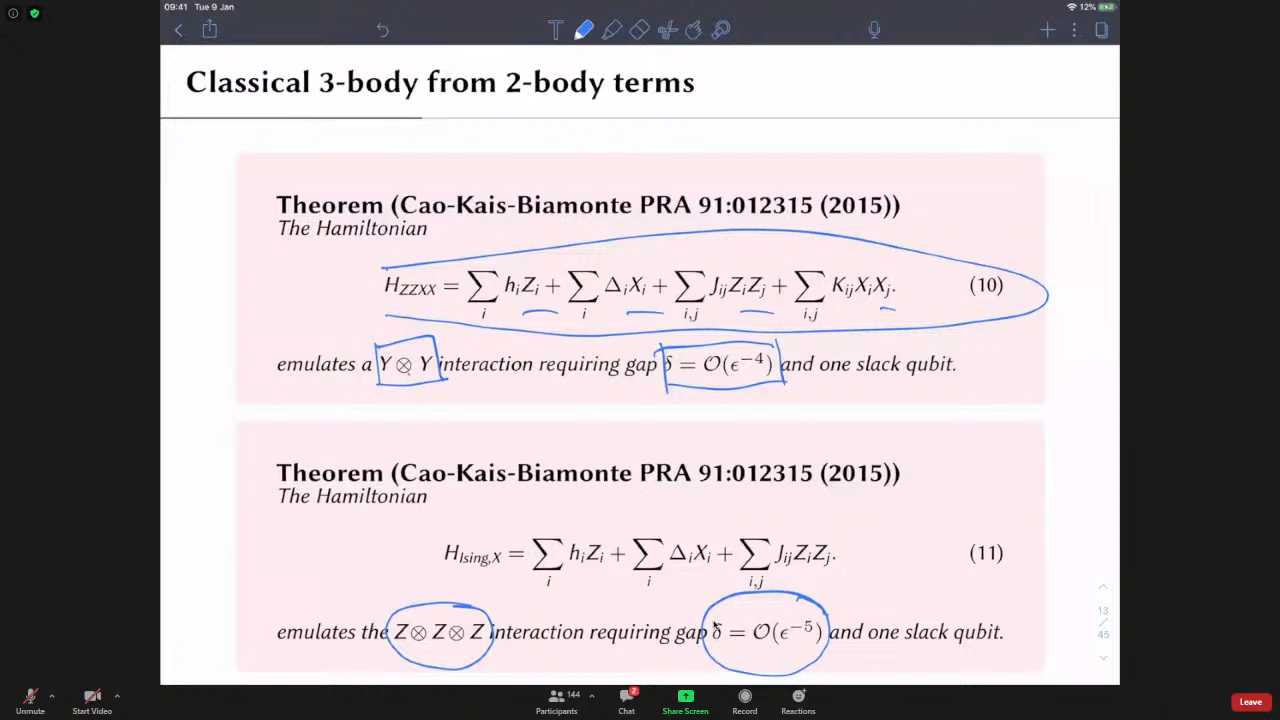 09:41 Tue 9 Jan
12%
Classical 3-body from 2-body terms
Theorem (Cao-Kais-Biamonte PRA 91:012315 (2015))
The Hamiltonian
H_{ZZXX} = ∑_i h_i Z_i + ∑_i Δ_i X_i + ∑_{i,j} J_{ij} Z_i Z_j + ∑_{i,j} K_{ij} X_i X_j. (10)
emulates a Y ⊗ Y interaction requiring gap δ = O(ϵ^{−4}) and one slack qubit.
Theorem (Cao-Kais-Biamonte PRA 91:012315 (2015))
The Hamiltonian
H_{Ising,X} = ∑_i h_i Z_i + ∑_i Δ_i X_i + ∑_{i,j} J_{ij} Z_i Z_j. (11)
emulates the Z ⊗ Z ⊗ Z interaction requiring gap δ = O(ϵ^{−5}) and one slack qubit.
13
/
45
144
2
Unmute
Start Video
Participants
Chat
Share Screen
Record
Reactions
Leave